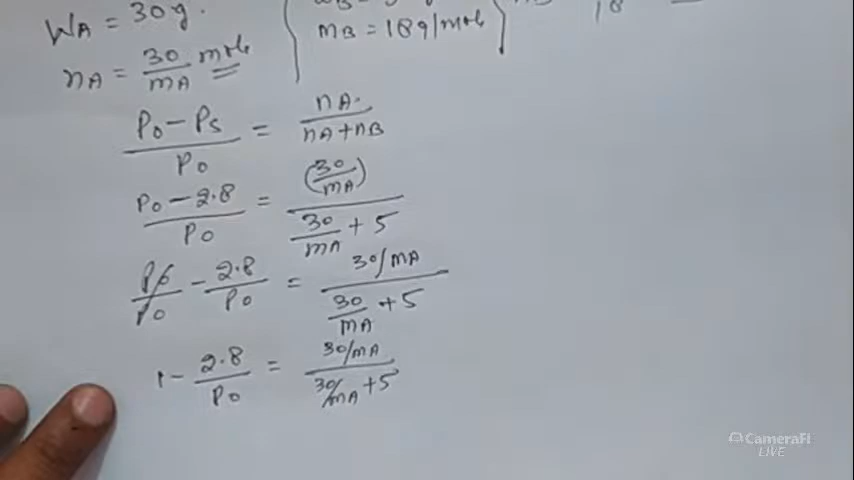 WA = 30g.
MB = 18g/mole
18
nA = 30/MA mole
P0 - Ps / P0 = nA / nA + nB
P0 - 2.8 / P0 = (30/MA) / 30/MA + 5
P0/P0 - 2.8/P0 = 30/MA / 30/MA + 5
1 - 2.8/P0 = 30/MA / 30/MA + 5
CameraFI
LIVE